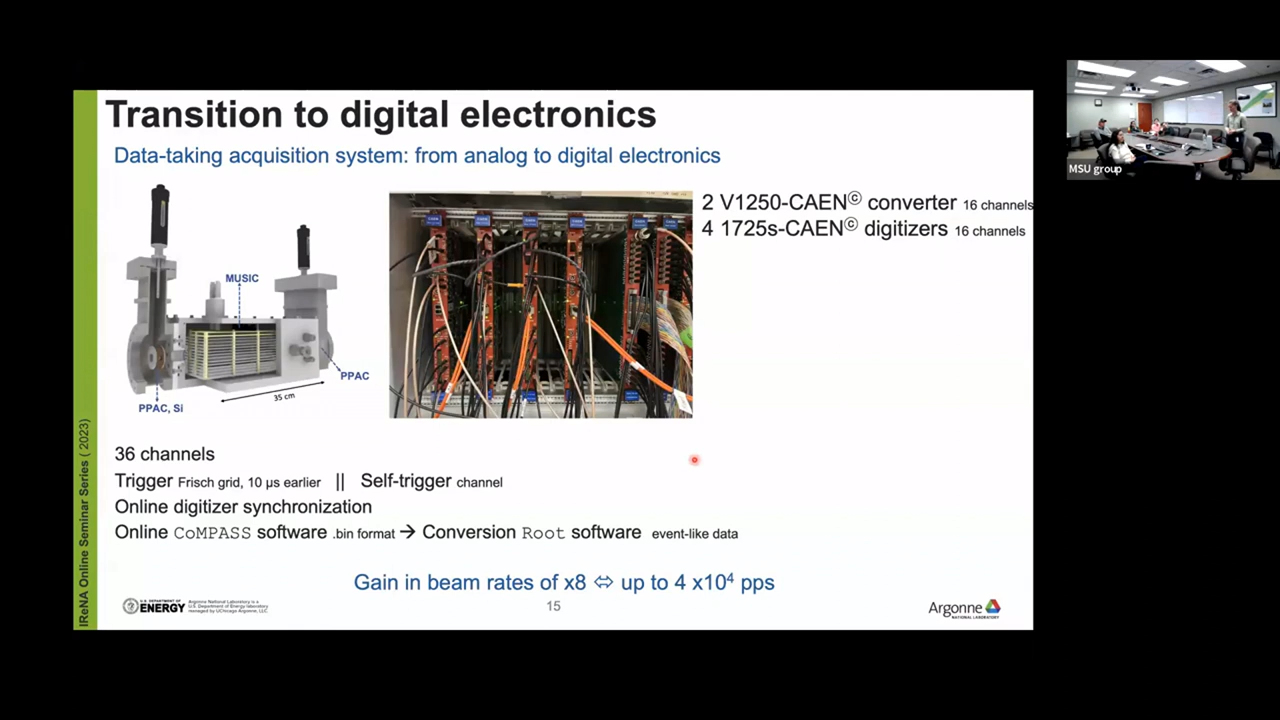 Transition to digital electronics
Data-taking acquisition system: from analog to digital electronics
2 V1250-CAEN© converter 16 channels
4 1725s-CAEN© digitizers 16 channels
MUSIC
PPAC
35 cm
PPAC, Si
36 channels
Trigger Frisch grid, 10 µs earlier || Self-trigger channel
Online digitizer synchronization
Online CoMPASS software .bin format → Conversion Root software event-like data
Gain in beam rates of x8 ⇔ up to 4 x10⁴ pps
IReNA Online Seminar Series ( 2023)
U.S. DEPARTMENT OF
ENERGY
Argonne National Laboratory is a
U.S. Department of Energy laboratory
managed by UChicago Argonne, LLC
15
Argonne
NATIONAL LABORATORY
MSU group